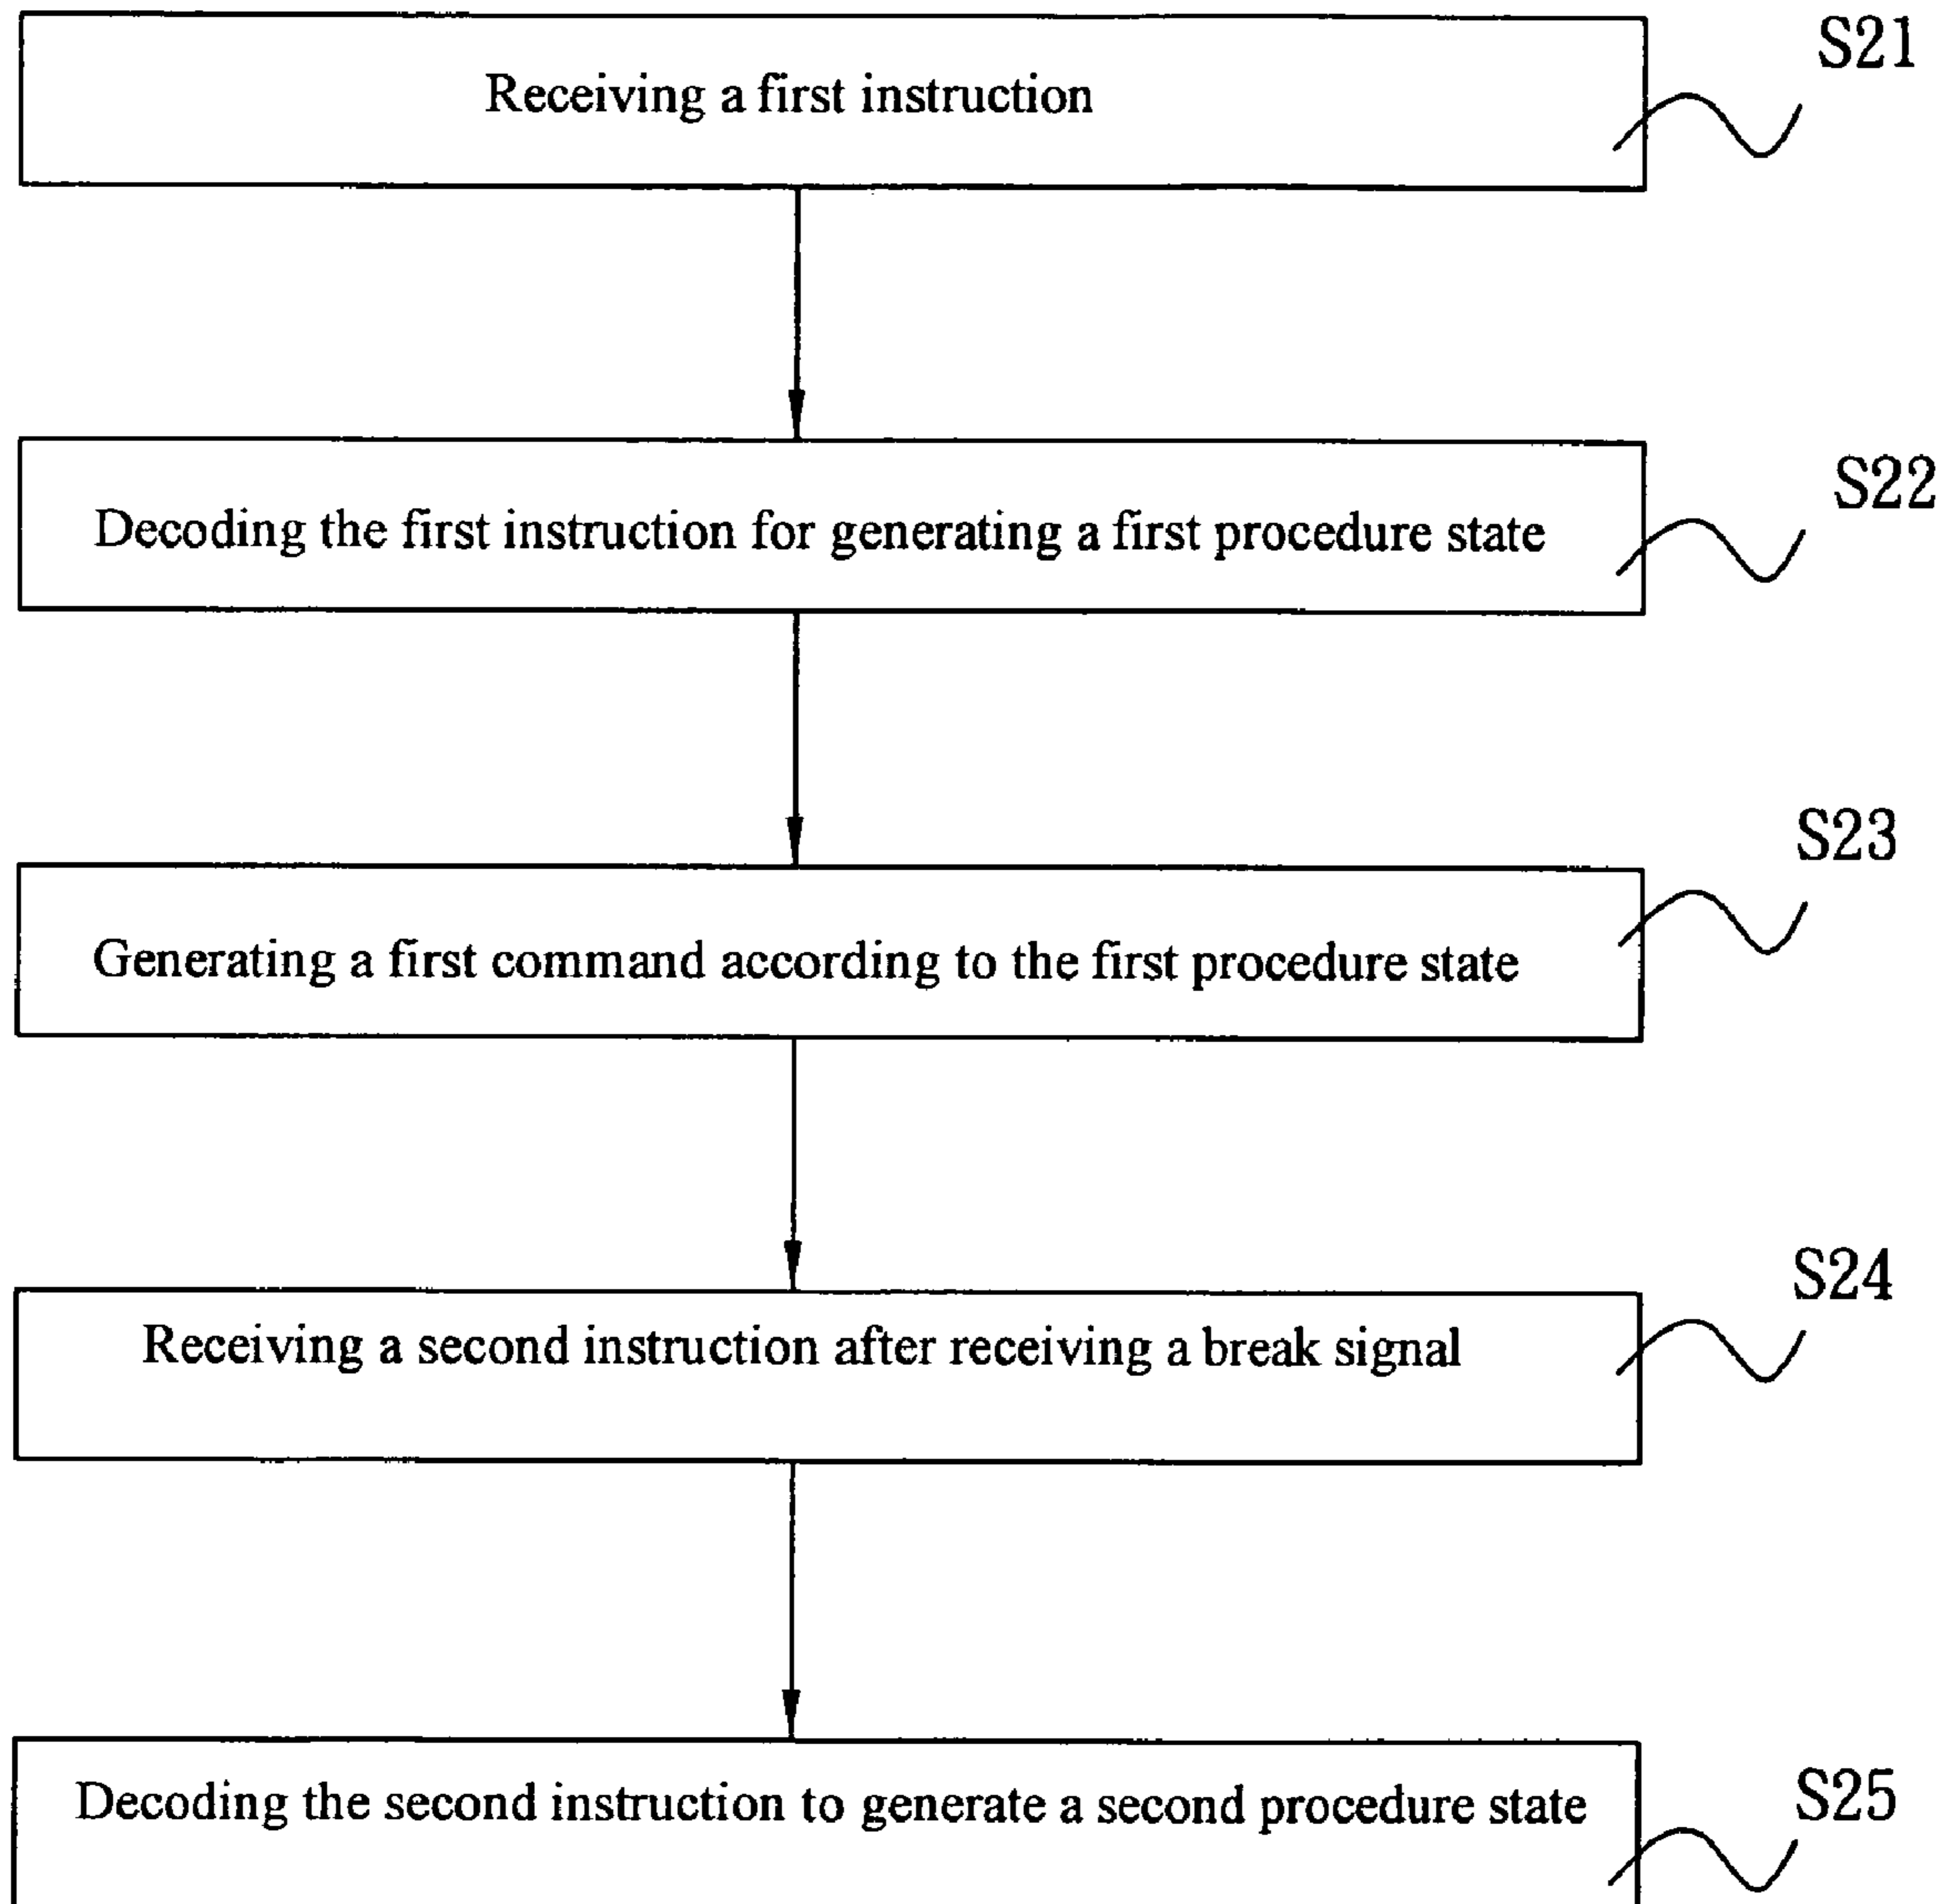 Receiving a first instruction
S21
Decoding the first instruction for generating a first procedure state
S22
Generating a first command according to the first procedure state
S23
Receiving a second instruction after receiving a break signal
S24
Decoding the second instruction to generate a second procedure state
S25